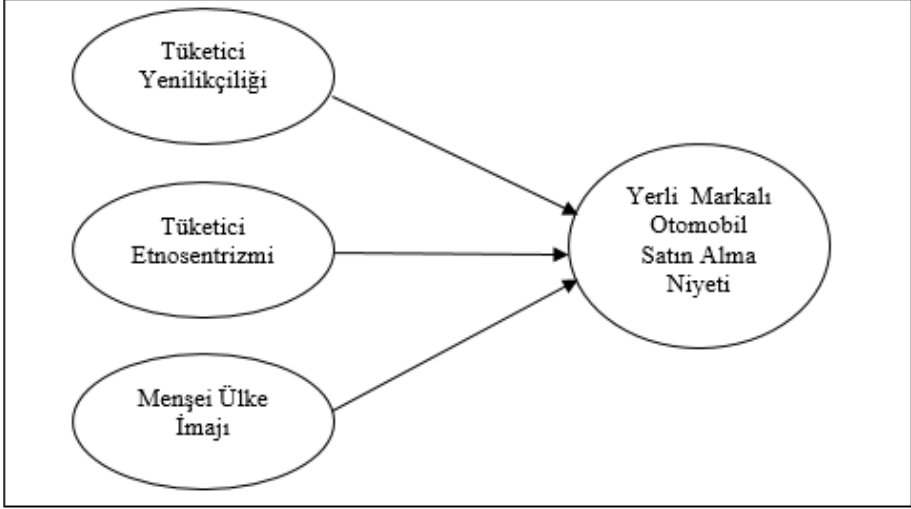 Tüketici
Yenilikçiliği
Tüketici
Etnosentrizmi
Menşei Ülke
İmajı
Yerli Markalı
Otomobil
Satın Alma
Niyeti